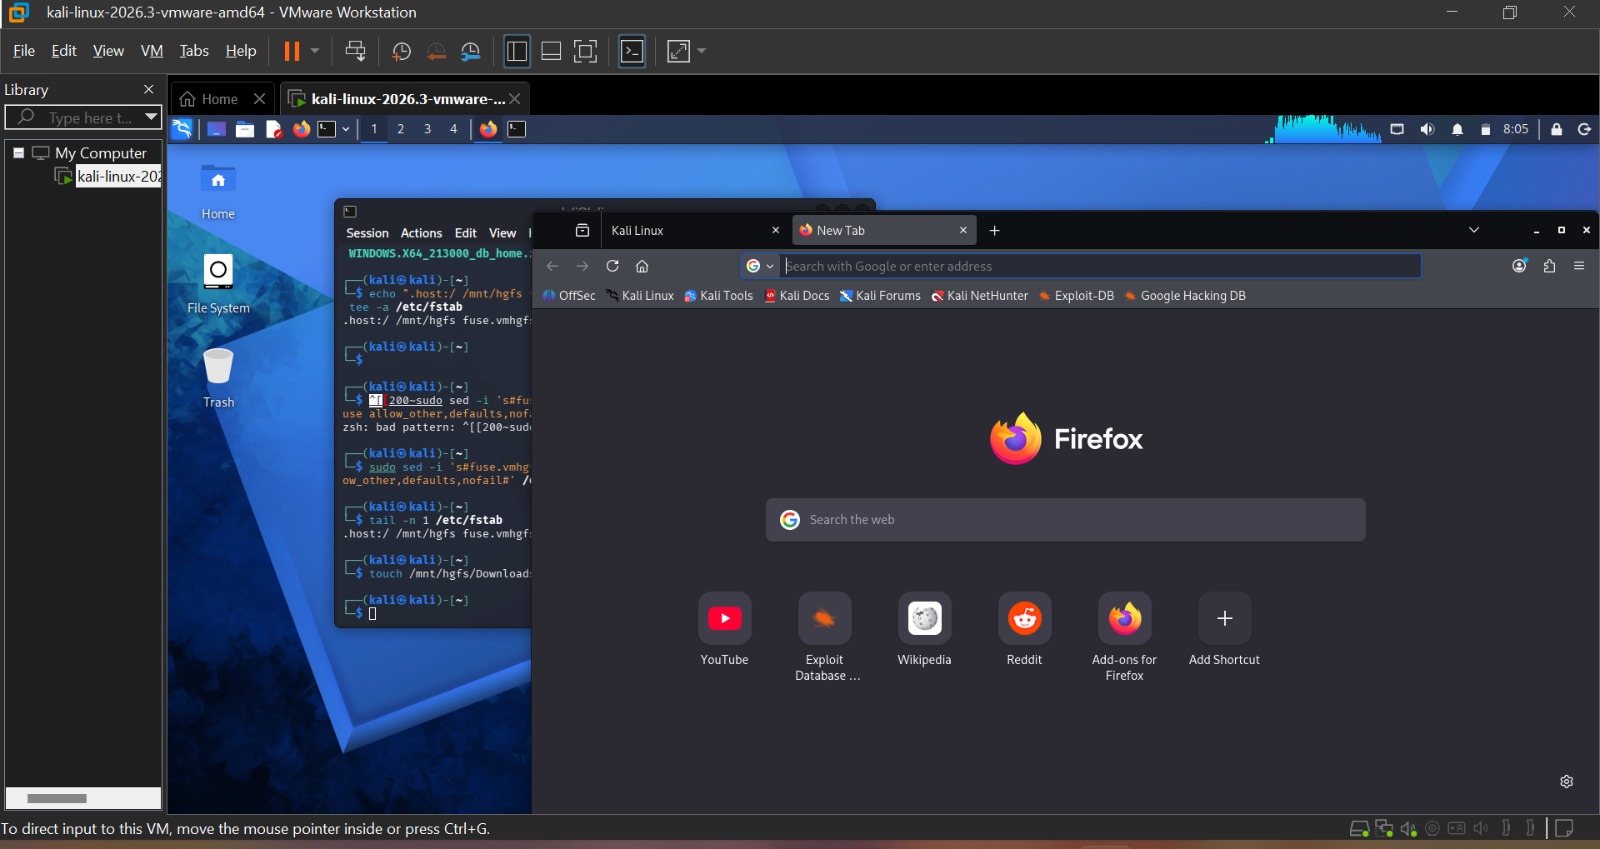 kali-linux-2026.3-vmware-amd64 - VMware Workstation
File Edit View VM Tabs Help
Library
Type here t...
My Computer
kali-linux-202
Home
kali-linux-2026.3-vmware-...
1 2 3 4
8:05
Home
File System
Trash
Session Actions Edit View
WINDOWS.X64_213000_db_home.
┌──(kali㉿kali)-[~]
└─$ echo ".host:/ /mnt/hgfs
tee -a /etc/fstab
.host:/ /mnt/hgfs fuse.vmhgf
┌──(kali㉿kali)-[~]
└─$
┌──(kali㉿kali)-[~]
└─$ ^[[200~sudo sed -i 's#fus
use allow_other,defaults,nofa
zsh: bad pattern: ^[[200~sudo
┌──(kali㉿kali)-[~]
└─$ sudo sed -i 's#fuse.vmhg
ow_other,defaults,nofail#' /
┌──(kali㉿kali)-[~]
└─$ tail -n 1 /etc/fstab
.host:/ /mnt/hgfs fuse.vmhgf
┌──(kali㉿kali)-[~]
└─$ touch /mnt/hgfs/Downloads
┌──(kali㉿kali)-[~]
└─$
Kali Linux
New Tab
Search with Google or enter address
OffSec Kali Linux Kali Tools Kali Docs Kali Forums Kali NetHunter Exploit-DB Google Hacking DB
Firefox
Search the web
YouTube
Exploit Database ...
Wikipedia
Reddit
Add-ons for Firefox
Add Shortcut
To direct input to this VM, move the mouse pointer inside or press Ctrl+G.